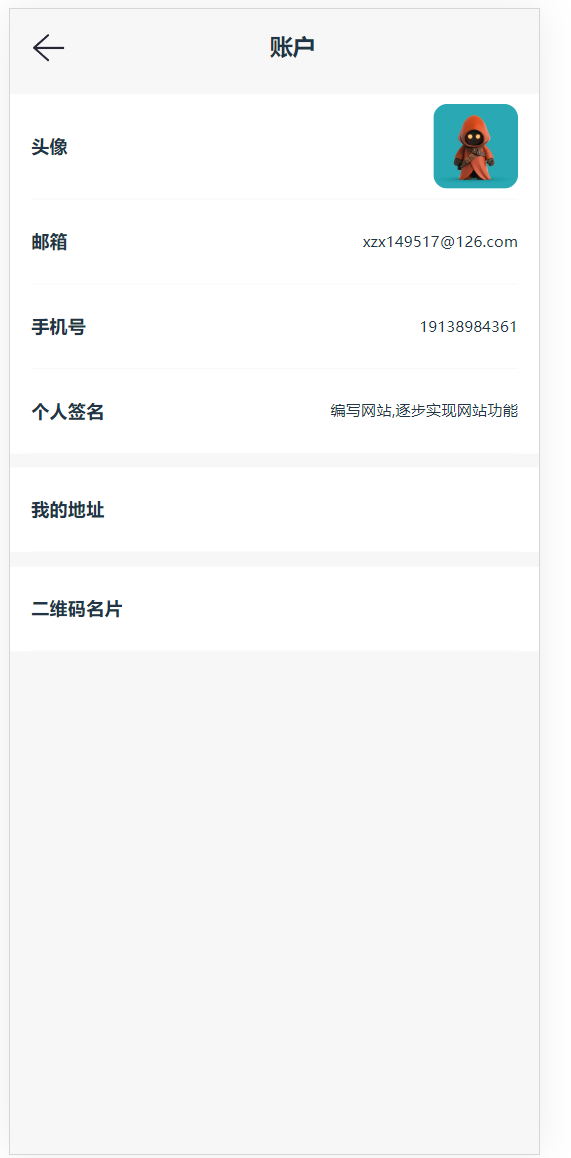 账户
头像
邮箱 xzx149517@126.com
手机号 19138984361
个人签名 编写网站,逐步实现网站功能
我的地址
二维码名片